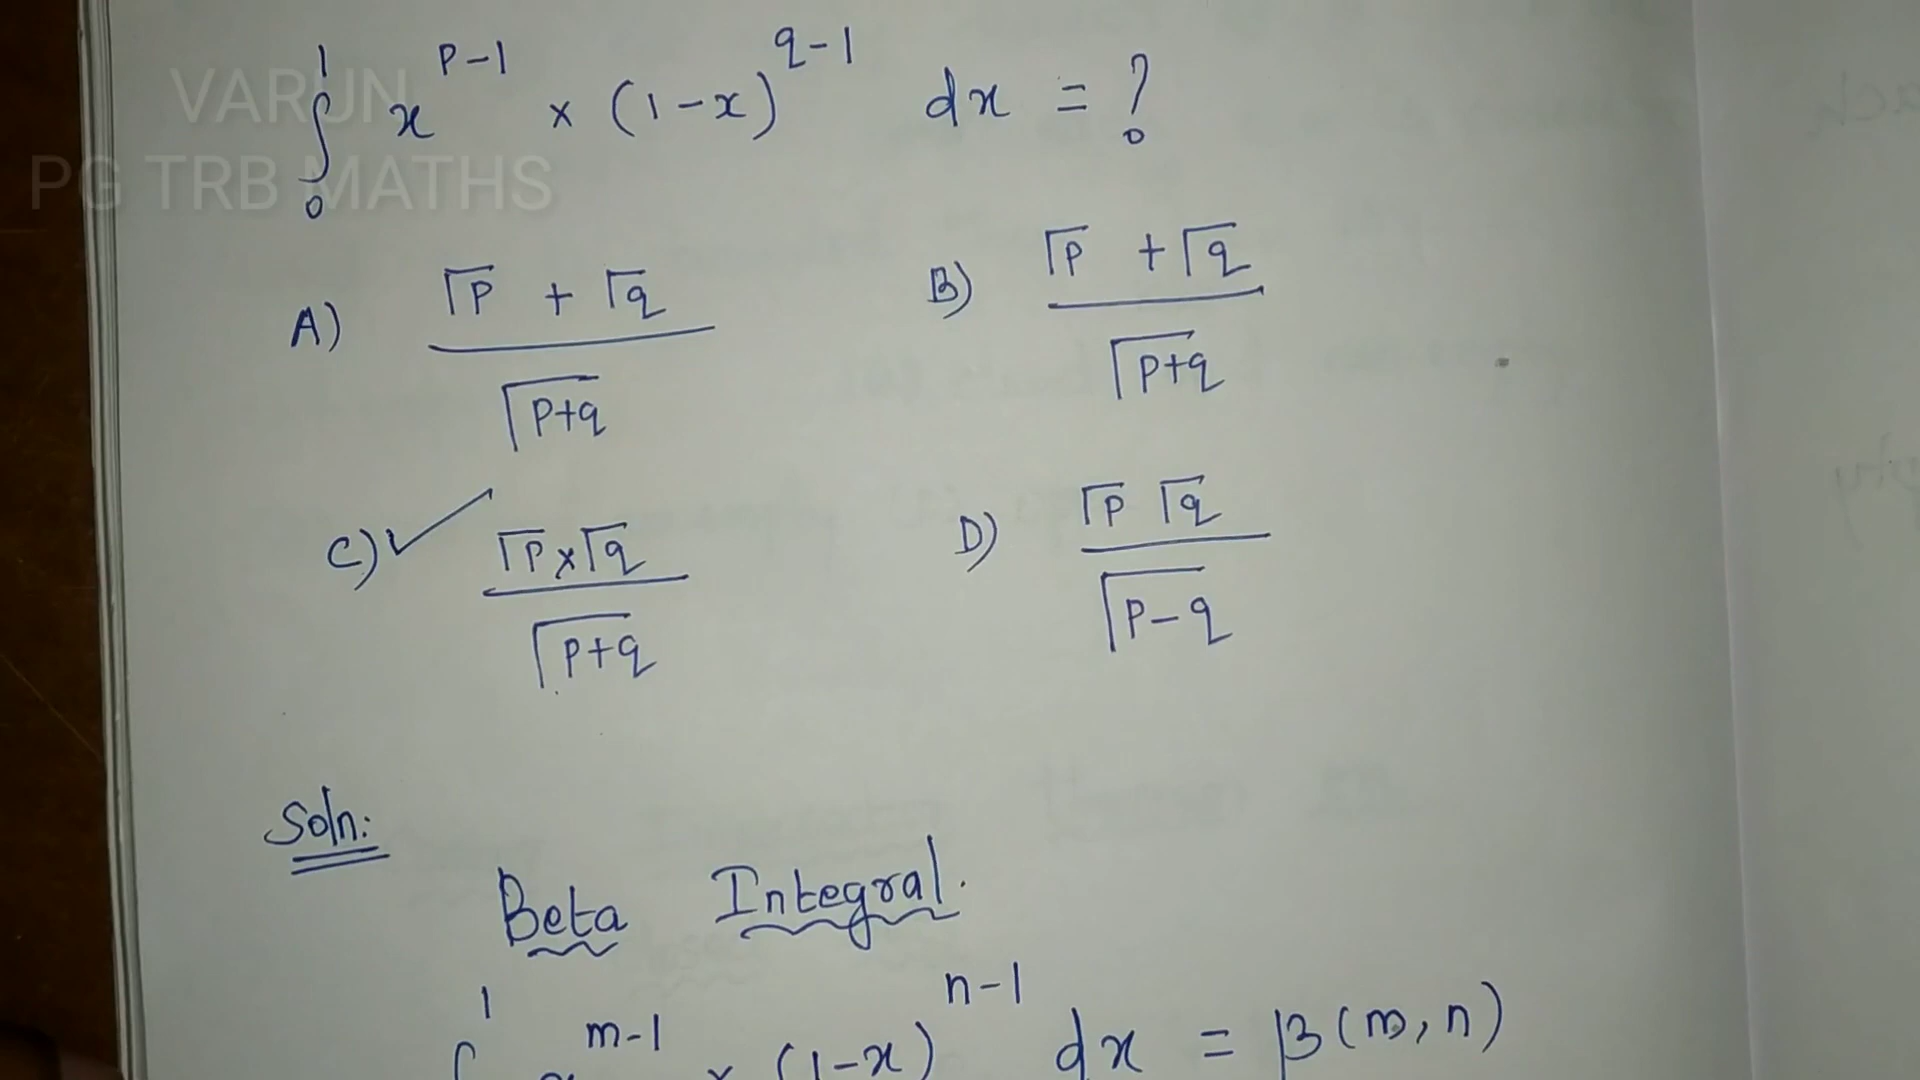 VARUN
PG TRB MATHS
∫₀¹ x^(p-1) × (1-x)^(q-1) dx = ?
A) (Γp + Γq) / Γ(p+q)
B) (Γp + Γq) / Γ(p+q)
C) ✓ (Γp × Γq) / Γ(p+q)
D) (Γp Γq) / Γ(p-q)
Soln:
Beta Integral.
∫¹ x^(m-1) × (1-x)^(n-1) dx = β(m, n)